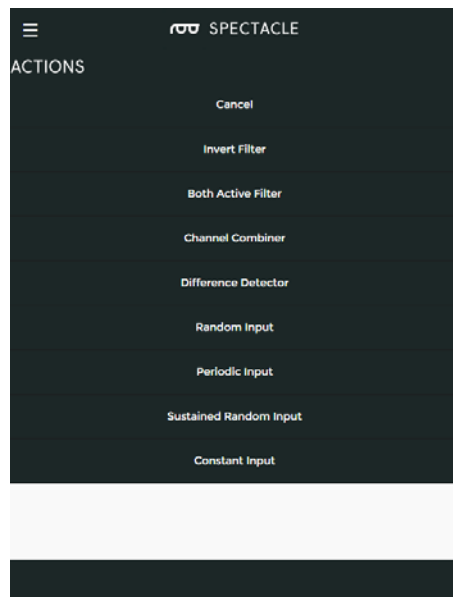 SPECTACLE
ACTIONS
Cancel
Invert Filter
Both Active Filter
Channel Combiner
Difference Detector
Random Input
Periodic Input
Sustained Random Input
Constant Input